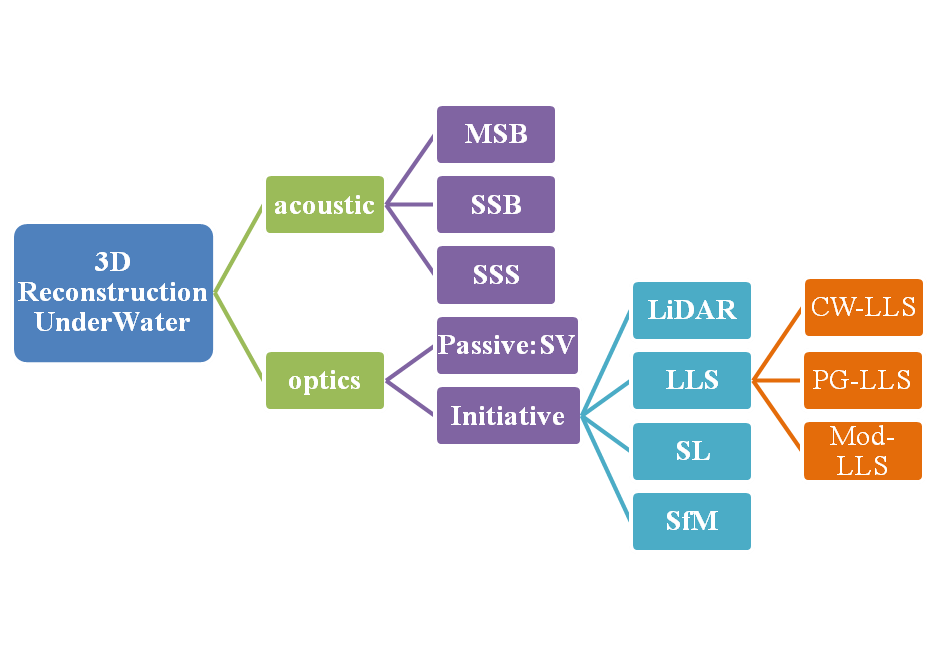 3D
Reconstruction
UnderWater
acoustic
optics
MSB
SSB
SSS
Passive:SV
Initiative
LiDAR
LLS
SL
SfM
CW-LLS
PG-LLS
Mod-
LLS